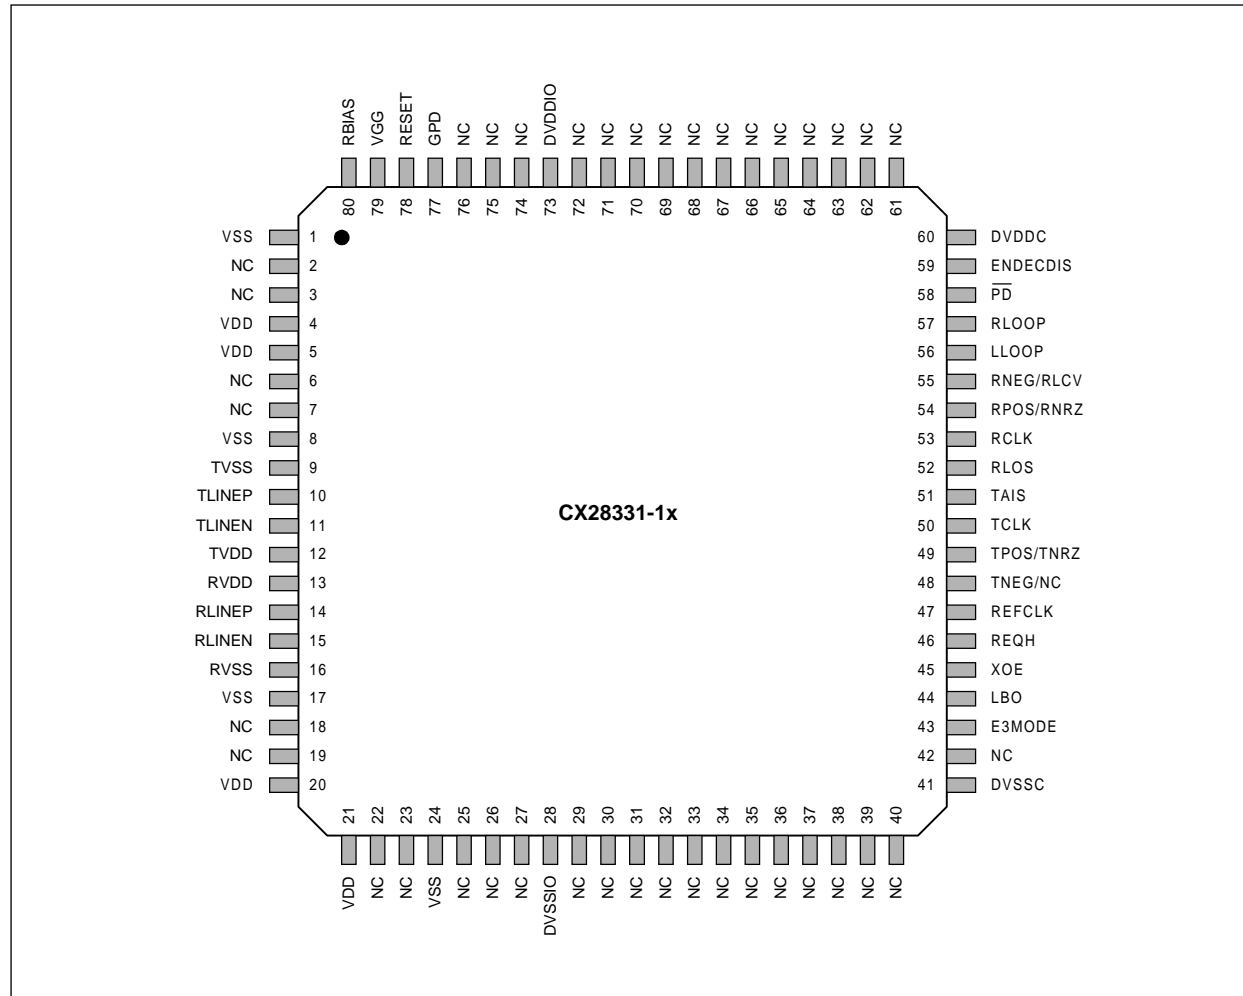 RBIAS VGG RESET GPD NC NC NC DVDDIO NC NC NC NC NC NC NC NC NC NC NC NC
80 79 78 77 76 75 74 73 72 71 70 69 68 67 66 65 64 63 62 61
VSS 1 60 DVDDC
NC 2 59 ENDECDIS
NC 3 58 PD
VDD 4 57 RLOOP
VDD 5 56 LLOOP
NC 6 55 RNEG/RLCV
NC 7 54 RPOS/RNRZ
VSS 8 53 RCLK
TVSS 9 52 RLOS
TLINEP 10 51 TAIS
TLINEN 11 50 TCLK
CX28331-1x
TVDD 12 49 TPOS/TNRZ
RVDD 13 48 TNEG/NC
RLINEP 14 47 REFCLK
RLINEN 15 46 REQH
RVSS 16 45 XOE
VSS 17 44 LBO
NC 18 43 E3MODE
NC 19 42 NC
VDD 20 41 DVSSC
21 22 23 24 25 26 27 28 29 30 31 32 33 34 35 36 37 38 39 40
VDD NC NC VSS NC NC NC DVSSIO NC NC NC NC NC NC NC NC NC NC NC NC